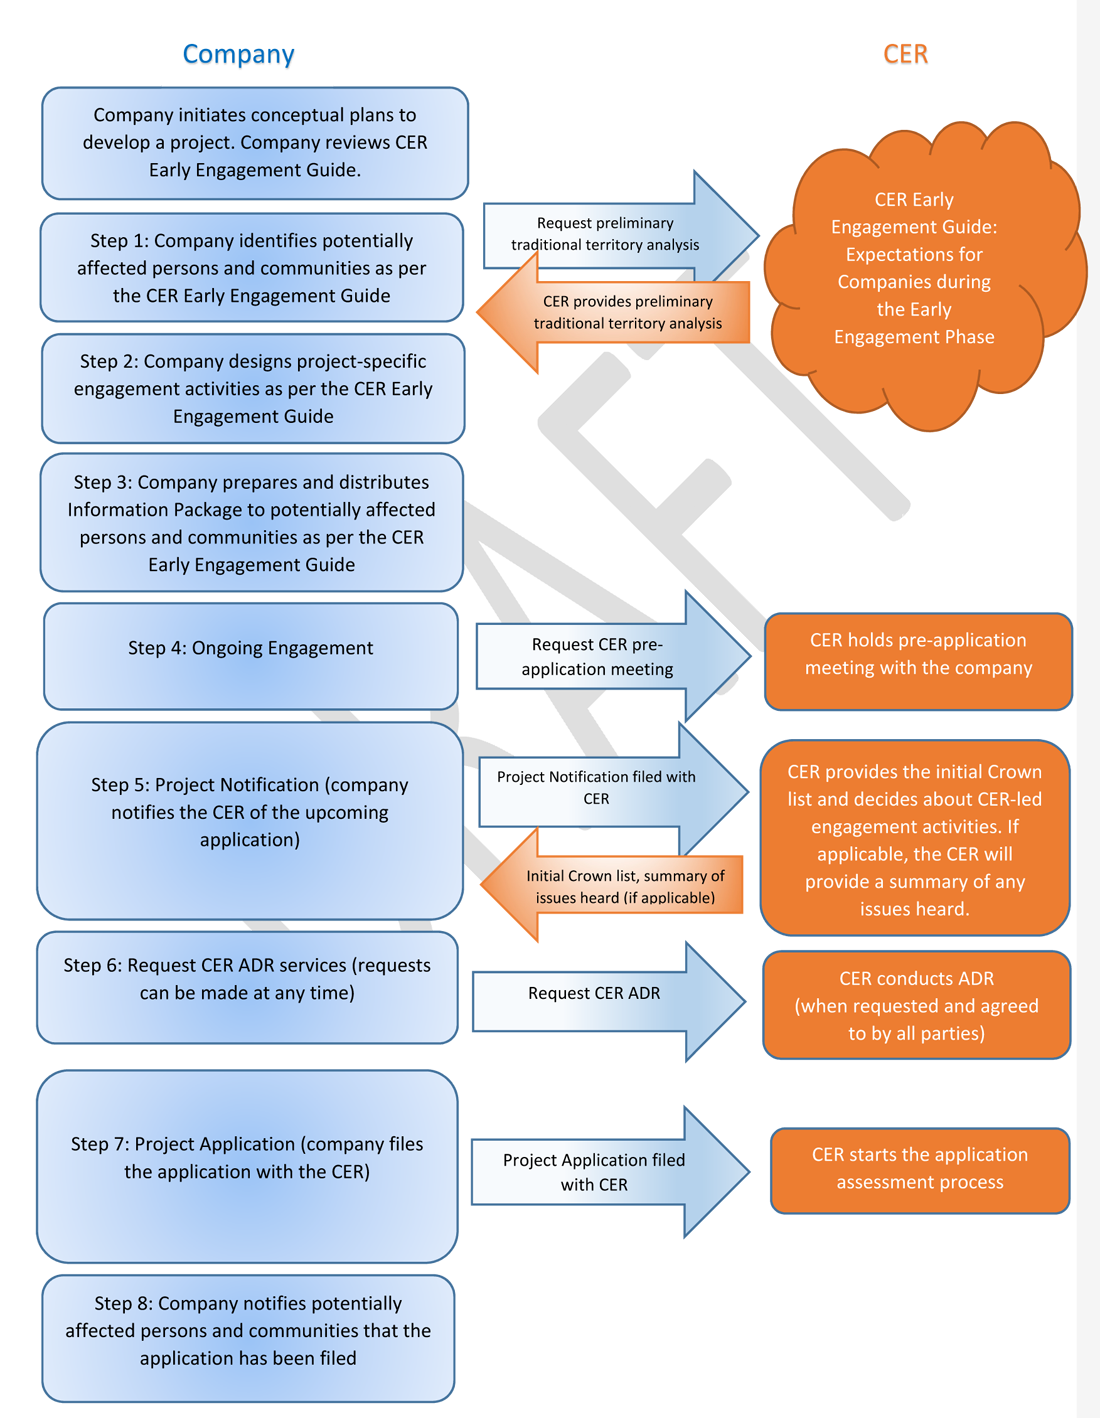 Company
CER
Company initiates conceptual plans to
develop a project. Company reviews CER
Early Engagement Guide.
Step 1: Company identifies potentially
affected persons and communities as per
the CER Early Engagement Guide
Request preliminary
traditional territory analysis
CER provides preliminary
traditional territory analysis
CER Early
Engagement Guide:
Expectations for
Companies during
the Early
Engagement Phase
Step 2: Company designs project-specific
engagement activities as per the CER Early
Engagement Guide
Step 3: Company prepares and distributes
Information Package to potentially affected
persons and communities as per the CER
Early Engagement Guide
Step 4: Ongoing Engagement
Request CER pre-
application meeting
CER holds pre-application
meeting with the company
Step 5: Project Notification (company
notifies the CER of the upcoming
application)
Project Notification filed with
CER
Initial Crown list, summary of
issues heard (if applicable)
CER provides the initial Crown
list and decides about CER-led
engagement activities. If
applicable, the CER will
provide a summary of any
issues heard.
Step 6: Request CER ADR services (requests
can be made at any time)
Request CER ADR
CER conducts ADR
(when requested and agreed
to by all parties)
Step 7: Project Application (company files
the application with the CER)
Project Application filed
with CER
CER starts the application
assessment process
Step 8: Company notifies potentially
affected persons and communities that the
application has been filed
DRAFT